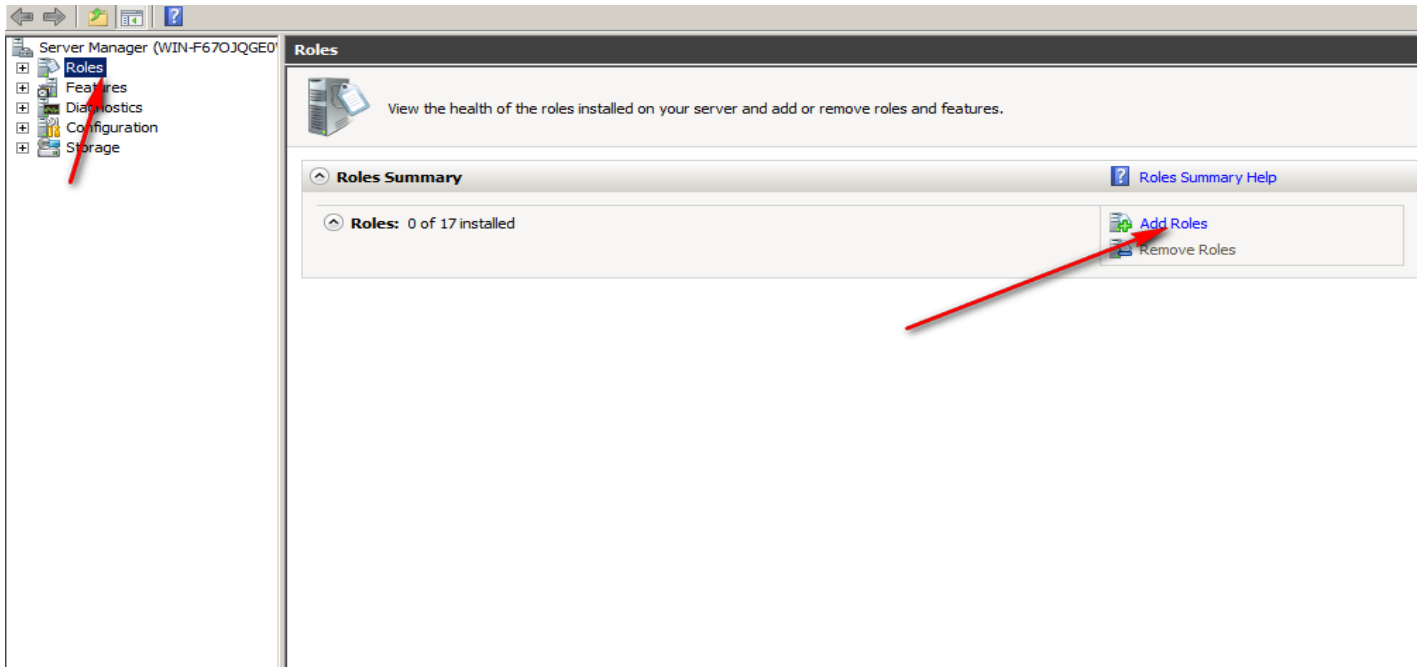 Server Manager (WIN-F67OJQGE0
Roles
Features
Diagnostics
Configuration
Storage
Roles
View the health of the roles installed on your server and add or remove roles and features.
Roles Summary
Roles Summary Help
Roles: 0 of 17 installed
Add Roles
Remove Roles